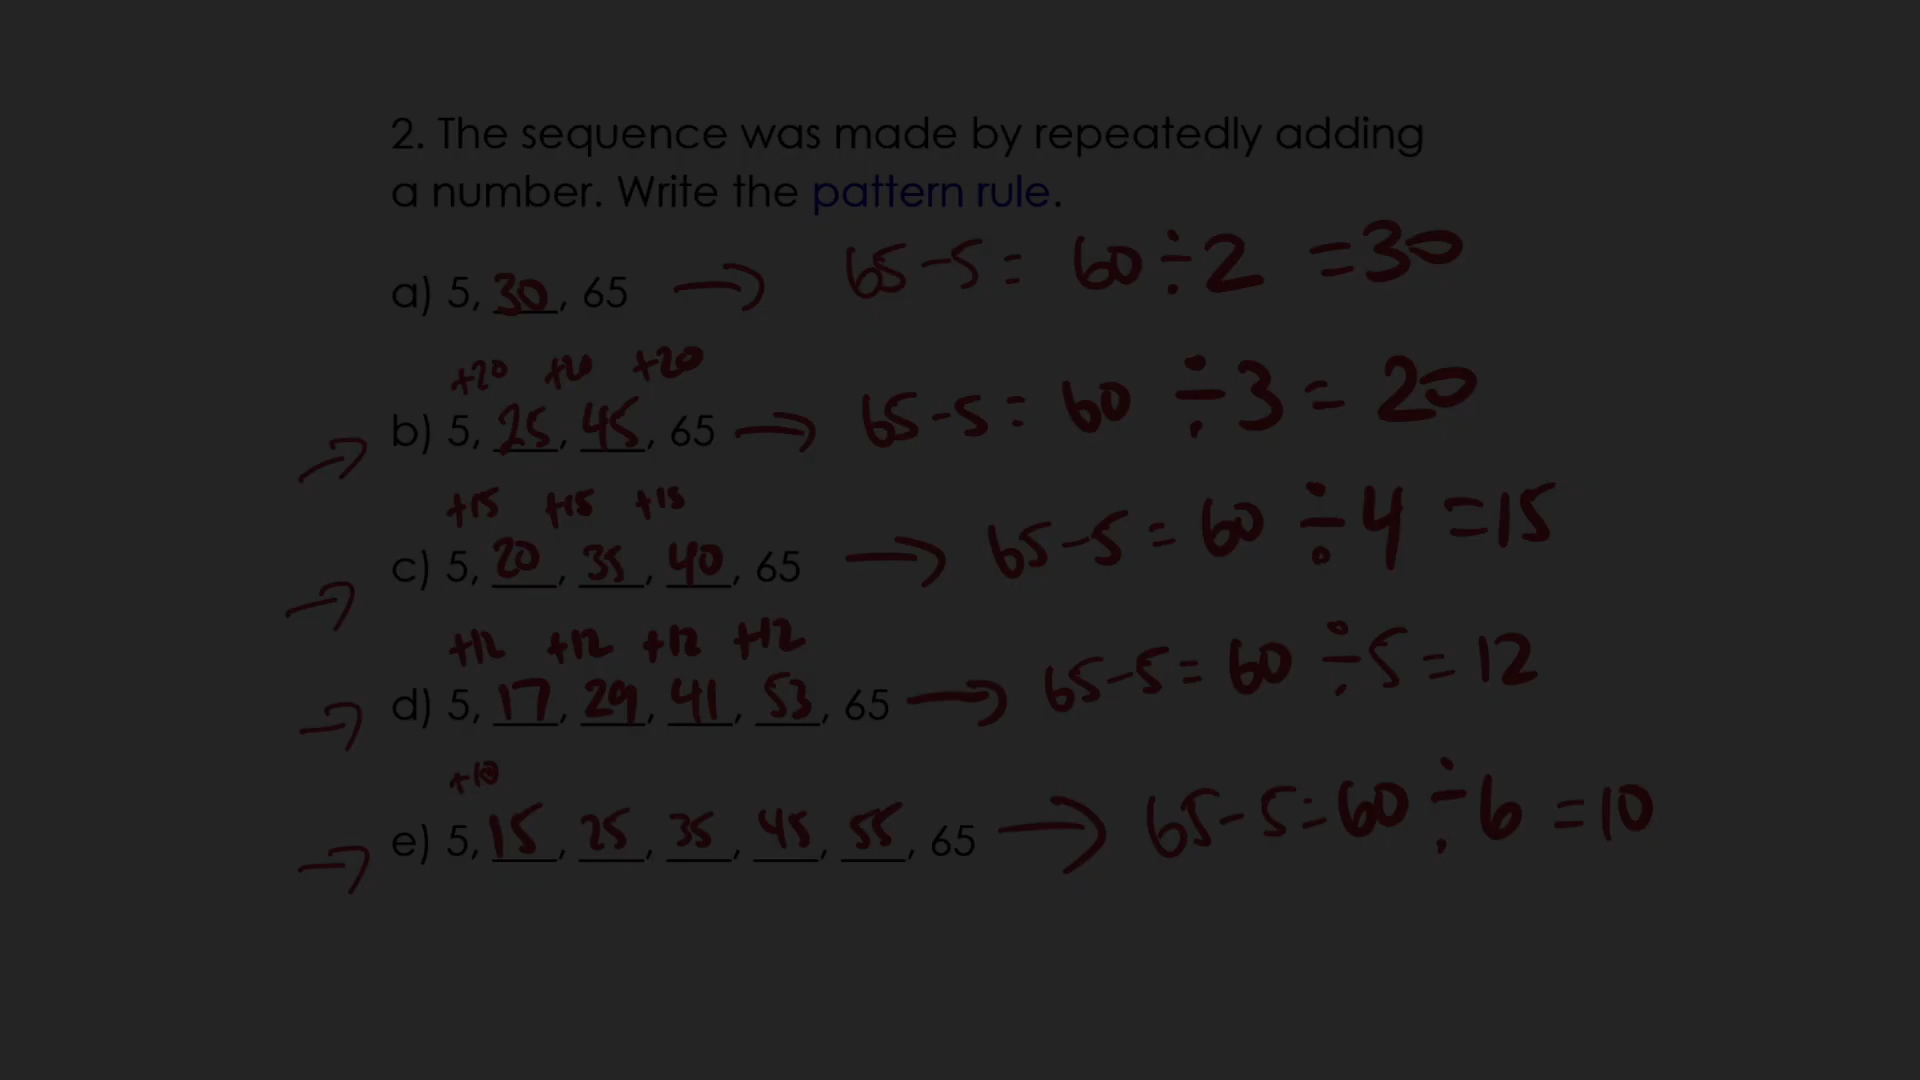 2. The sequence was made by repeatedly adding
a number. Write the pattern rule.
a) 5, 30, 65 → 65-5= 60÷2 =30
+20 +20 +20
b) 5, 25, 45, 65 → 65-5= 60 ÷3= 20
+15 +15 +15
c) 5, 20, 35, 40, 65 → 65-5= 60 ÷4 =15
+12 +12 +12 +12
d) 5, 17, 29, 41, 53, 65 → 65-5= 60 ÷5=12
+10
e) 5, 15, 25, 35, 45, 55, 65 → 65-5=60÷6=10